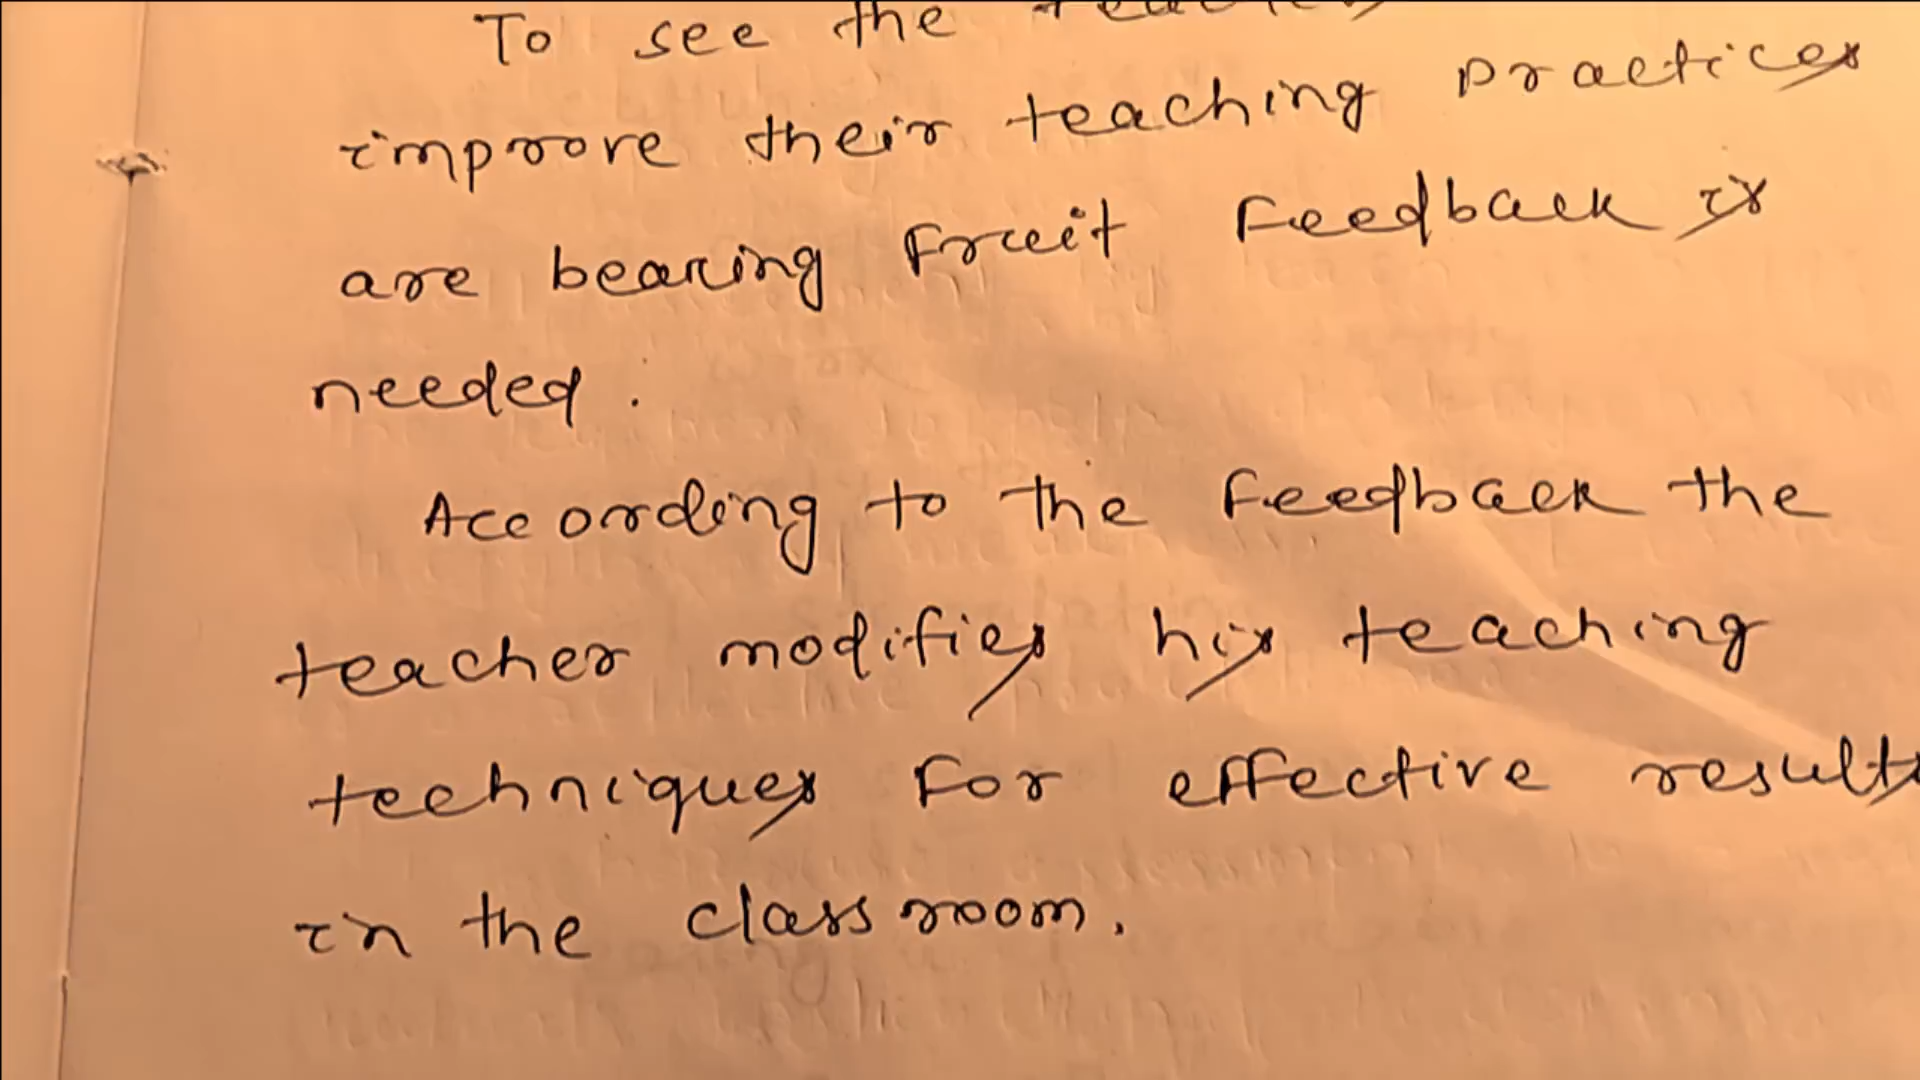 To see the
improve their teaching practices
are bearing fruit feedback is
needed.
According to the feedback the
teacher modifies his teaching
techniques for effective results
in the classroom.